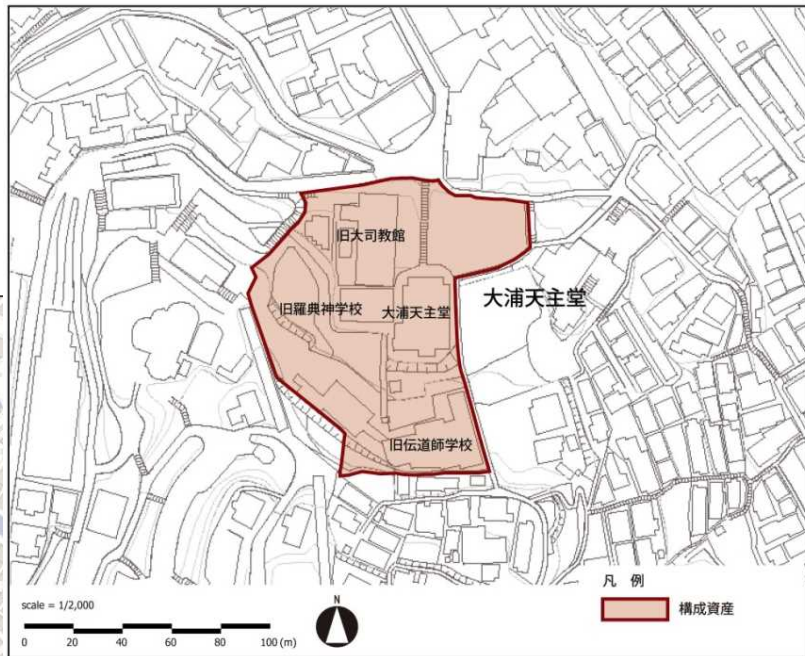 旧大司教館
旧羅典神学校
大浦天主堂
大浦天主堂
旧伝道師学校
凡 例
構成資産
scale = 1/2,000
0 20 40 60 80 100 (m)
N